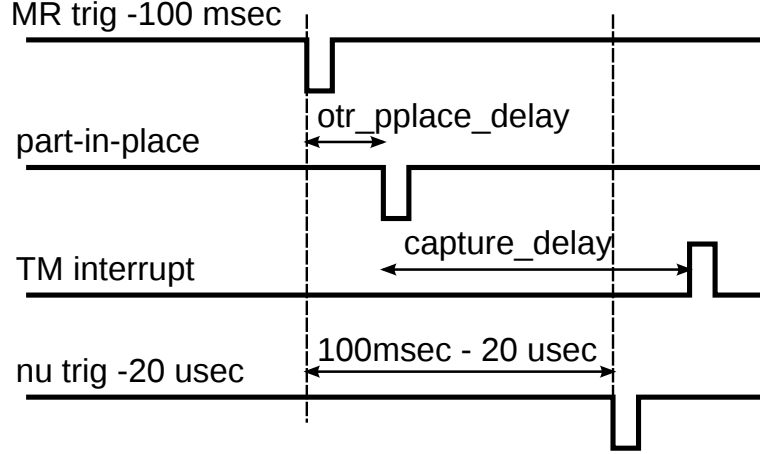 MR trig -100 msec
otr_pplace_delay
part-in-place
capture_delay
TM interrupt
100msec - 20 usec
nu trig -20 usec